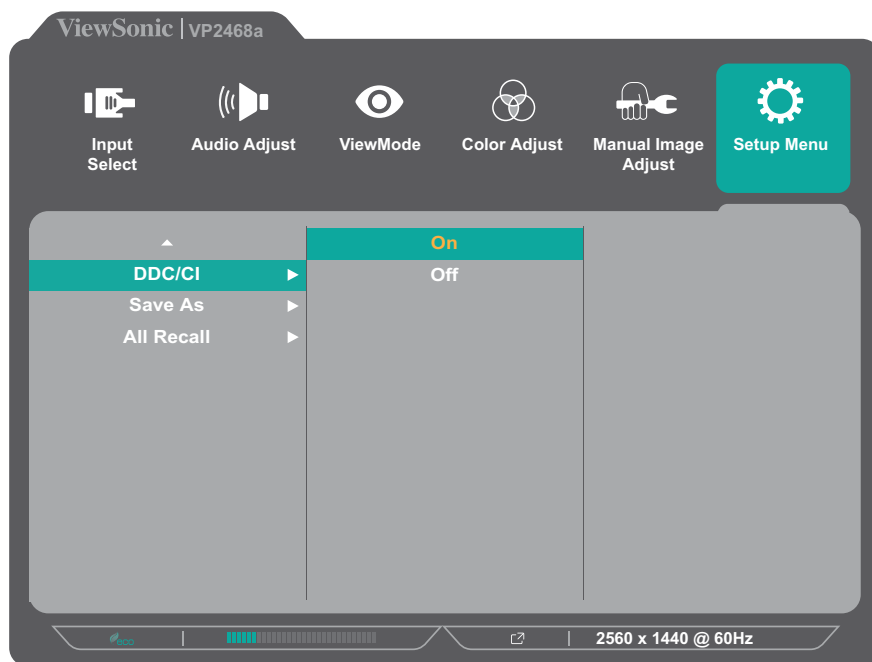 ViewSonic | VP2468a
Input Select
Audio Adjust
ViewMode
Color Adjust
Manual Image Adjust
Setup Menu
DDC/CI
On
Off
Save As
All Recall
eco
2560 x 1440 @ 60Hz